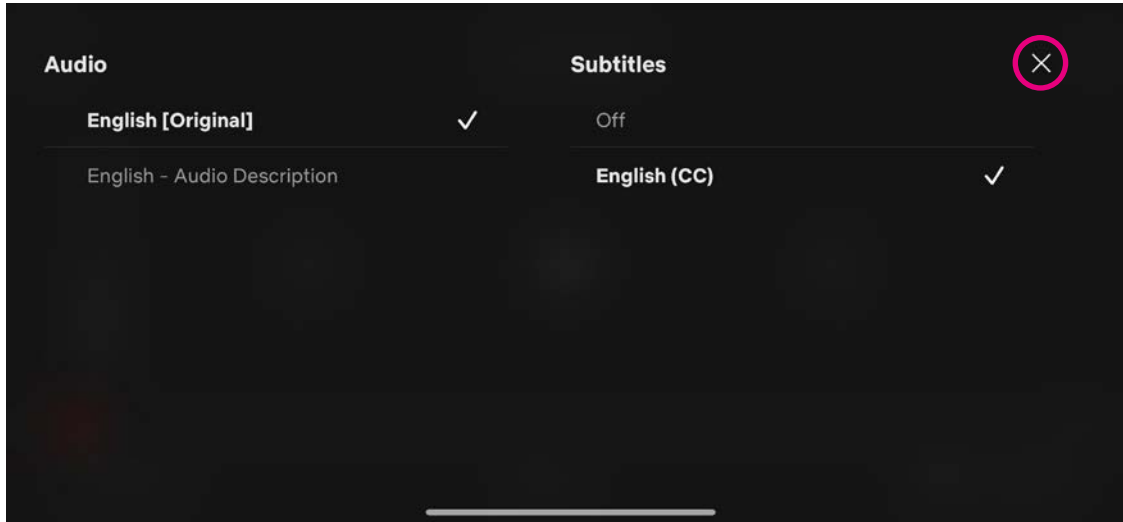 Audio
English [Original]
English - Audio Description
Subtitles
Off
English (CC)